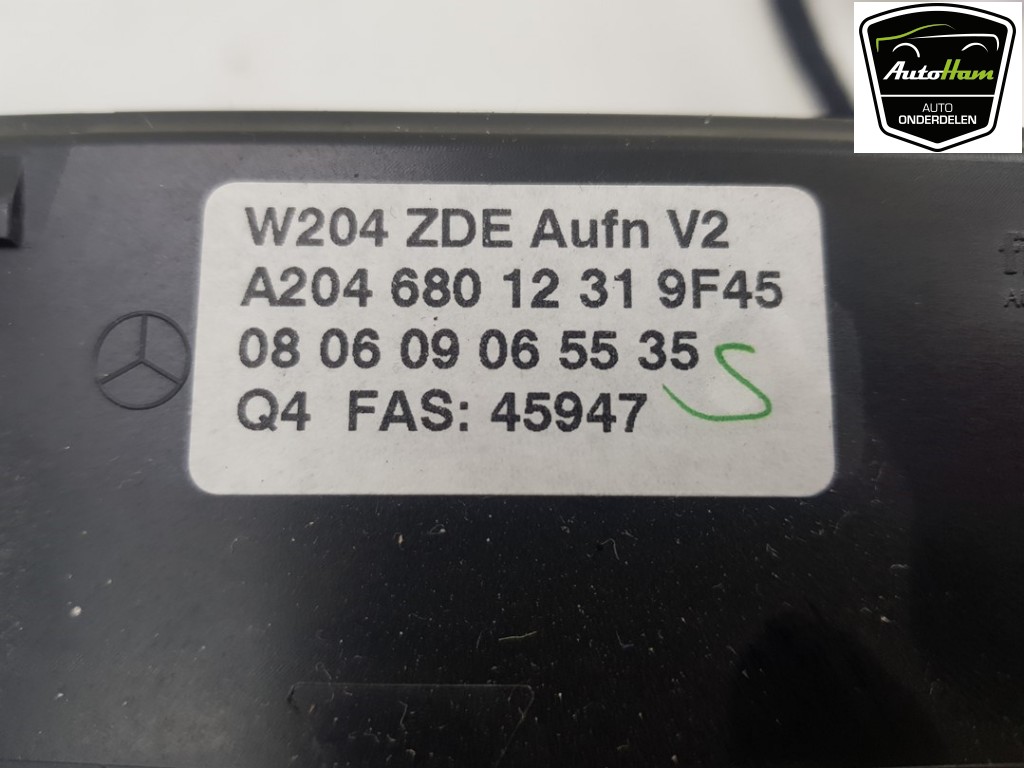 AutoHam
AUTO
ONDERDELEN
W204 ZDE Aufn V2
A204 680 12 31 9F45
08 06 09 06 55 35
Q4 FAS: 45947
S